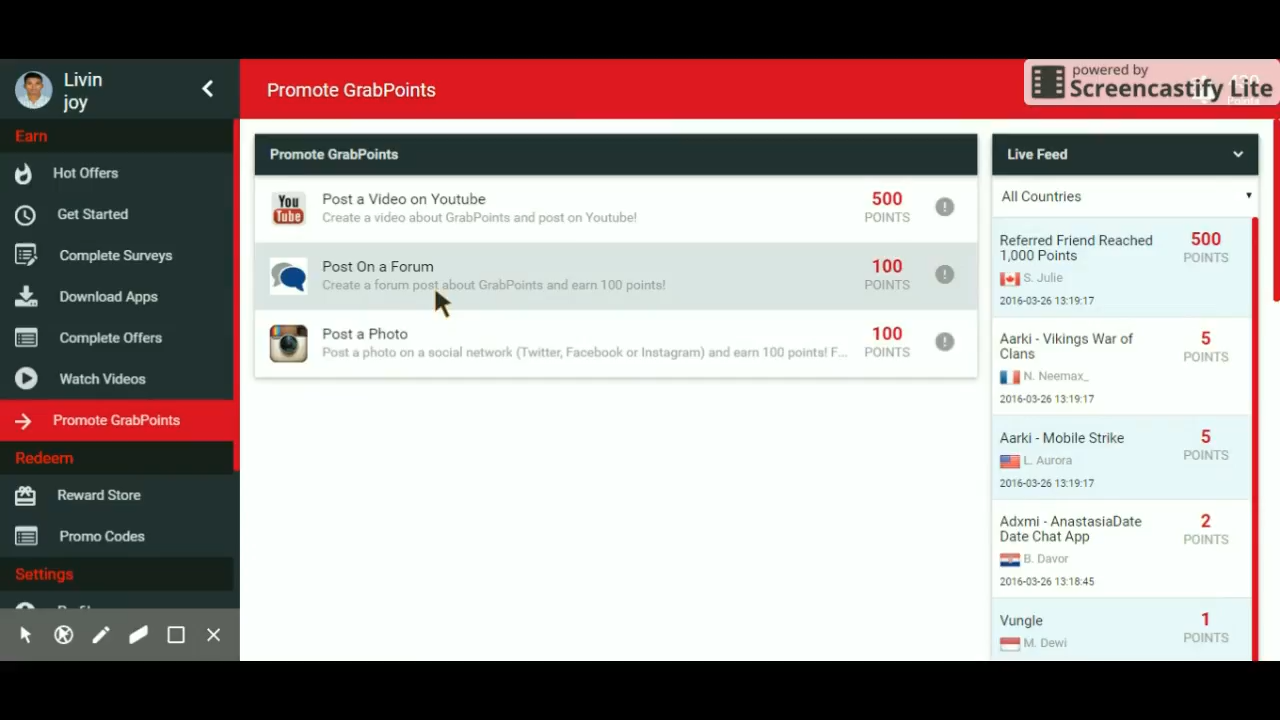 Livin
joy
Earn
Hot Offers
Get Started
Complete Surveys
Download Apps
Complete Offers
Watch Videos
Promote GrabPoints
Redeem
Reward Store
Promo Codes
Settings
Promote GrabPoints
powered by
Screencastify Lite
Promote GrabPoints
You
Tube
Post a Video on Youtube
Create a video about GrabPoints and post on Youtube!
500
POINTS
Post On a Forum
Create a forum post about GrabPoints and earn 100 points!
100
POINTS
Post a Photo
Post a photo on a social network (Twitter, Facebook or Instagram) and earn 100 points! F...
100
POINTS
Live Feed
All Countries
Referred Friend Reached
1,000 Points
S. Julie
2016-03-26 13:19:17
500
POINTS
Aarki - Vikings War of
Clans
N. Neemax_
2016-03-26 13:19:17
5
POINTS
Aarki - Mobile Strike
L. Aurora
2016-03-26 13:19:17
5
POINTS
Adxmi - AnastasiaDate
Date Chat App
B. Davor
2016-03-26 13:18:45
2
POINTS
Vungle
M. Dewi
1
POINTS